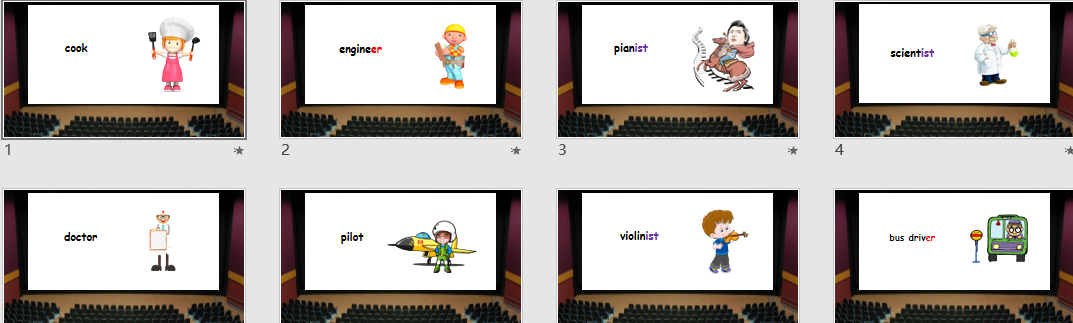 cook
engineer
pianist
scientist
1
2
3
4
doctor
pilot
violinist
bus driver